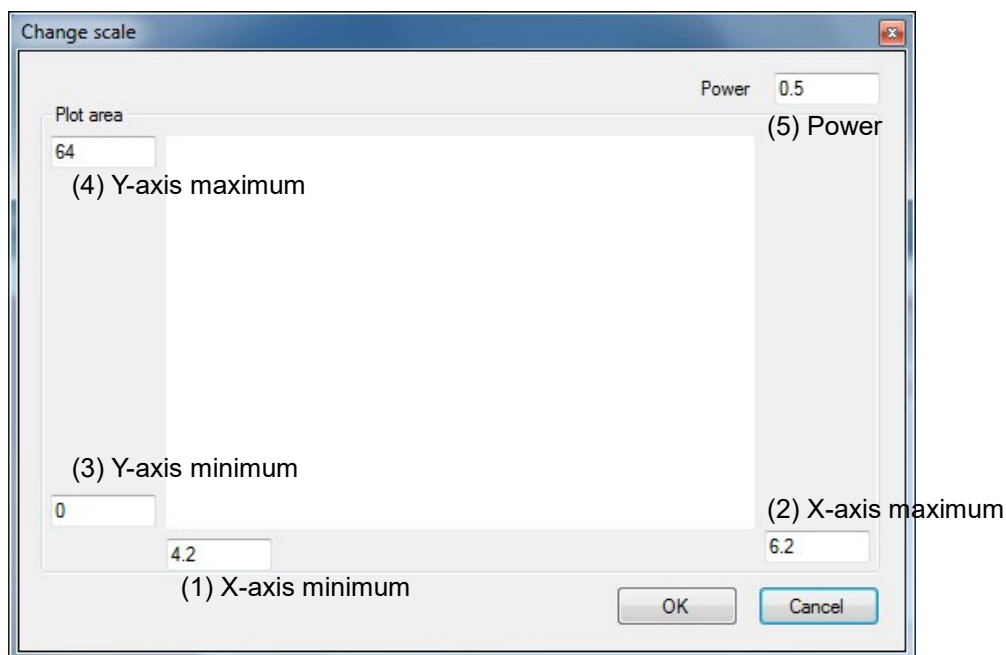 Change scale
Power 0.5
(5) Power
Plot area
64
(4) Y-axis maximum
(3) Y-axis minimum
0
(2) X-axis maximum
6.2
4.2
(1) X-axis minimum
OK Cancel